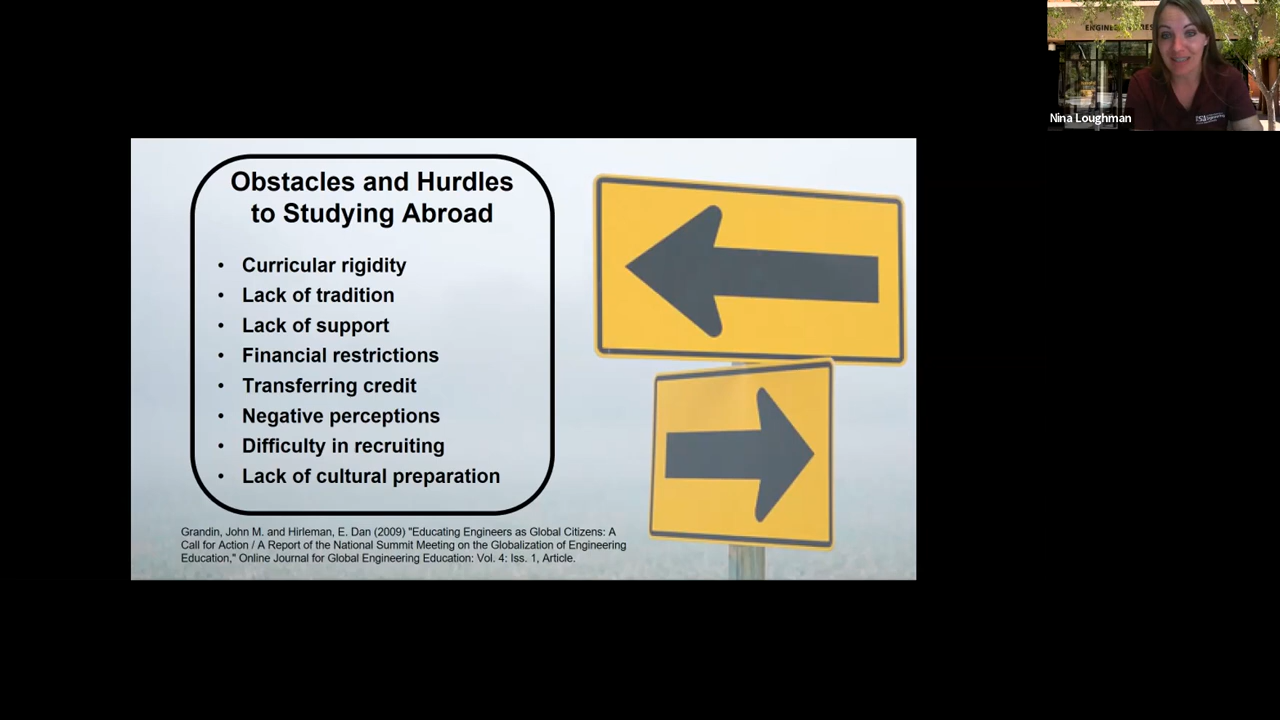 Obstacles and Hurdles
to Studying Abroad
• Curricular rigidity
• Lack of tradition
• Lack of support
• Financial restrictions
• Transferring credit
• Negative perceptions
• Difficulty in recruiting
• Lack of cultural preparation
Grandin, John M. and Hirleman, E. Dan (2009) "Educating Engineers as Global Citizens: A
Call for Action / A Report of the National Summit Meeting on the Globalization of Engineering
Education," Online Journal for Global Engineering Education: Vol. 4: Iss. 1, Article.
Nina Loughman